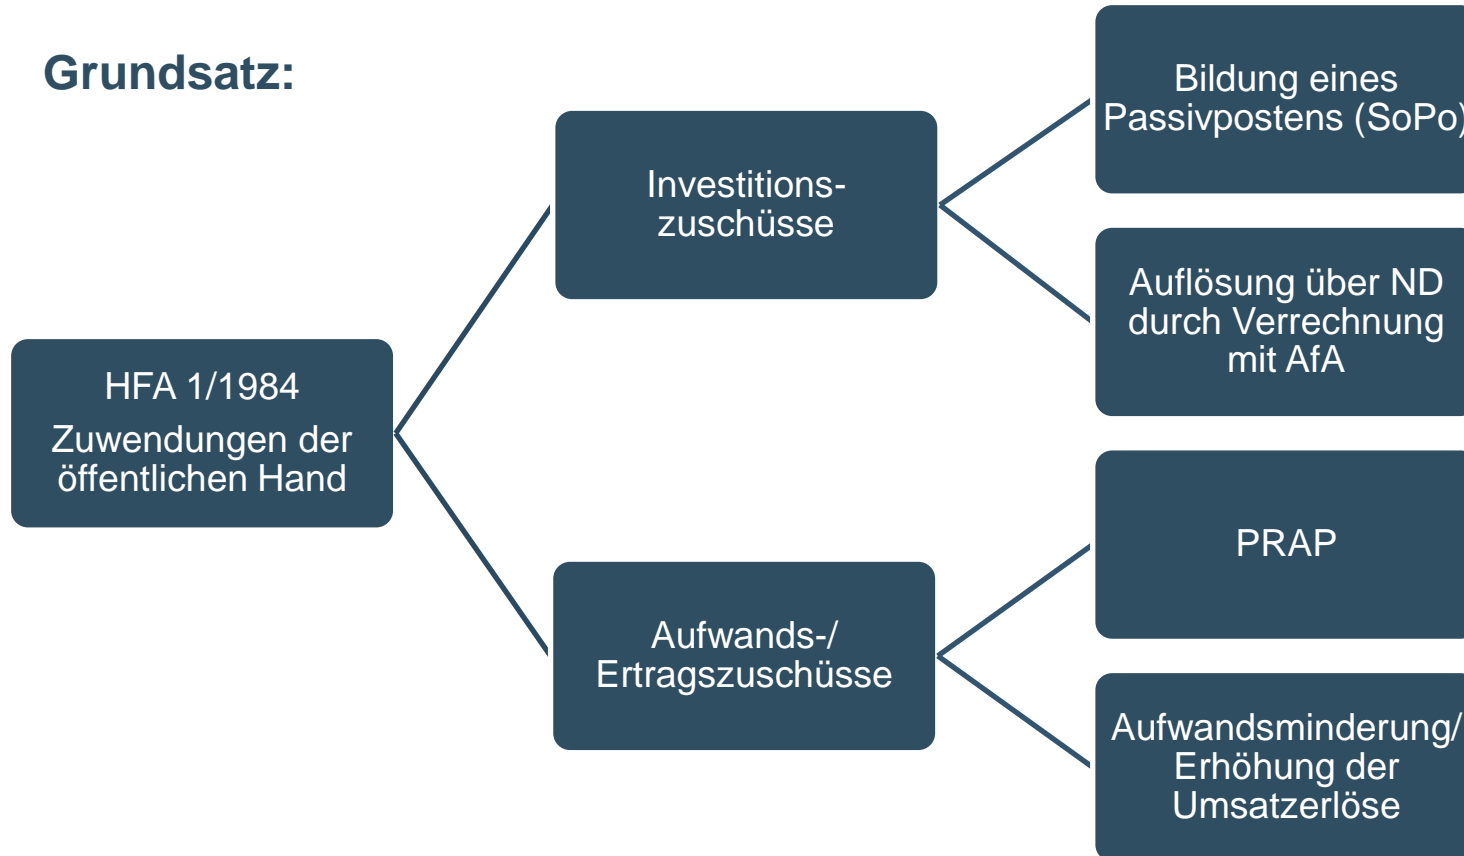 Grundsatz:
HFA 1/1984
Zuwendungen der
öffentlichen Hand
Investitions-
zuschüsse
Bildung eines
Passivpostens (SoPo)
Auflösung über ND
durch Verrechnung
mit AfA
Aufwands-/
Ertragszuschüsse
PRAP
Aufwandsminderung/
Erhöhung der
Umsatzerlöse